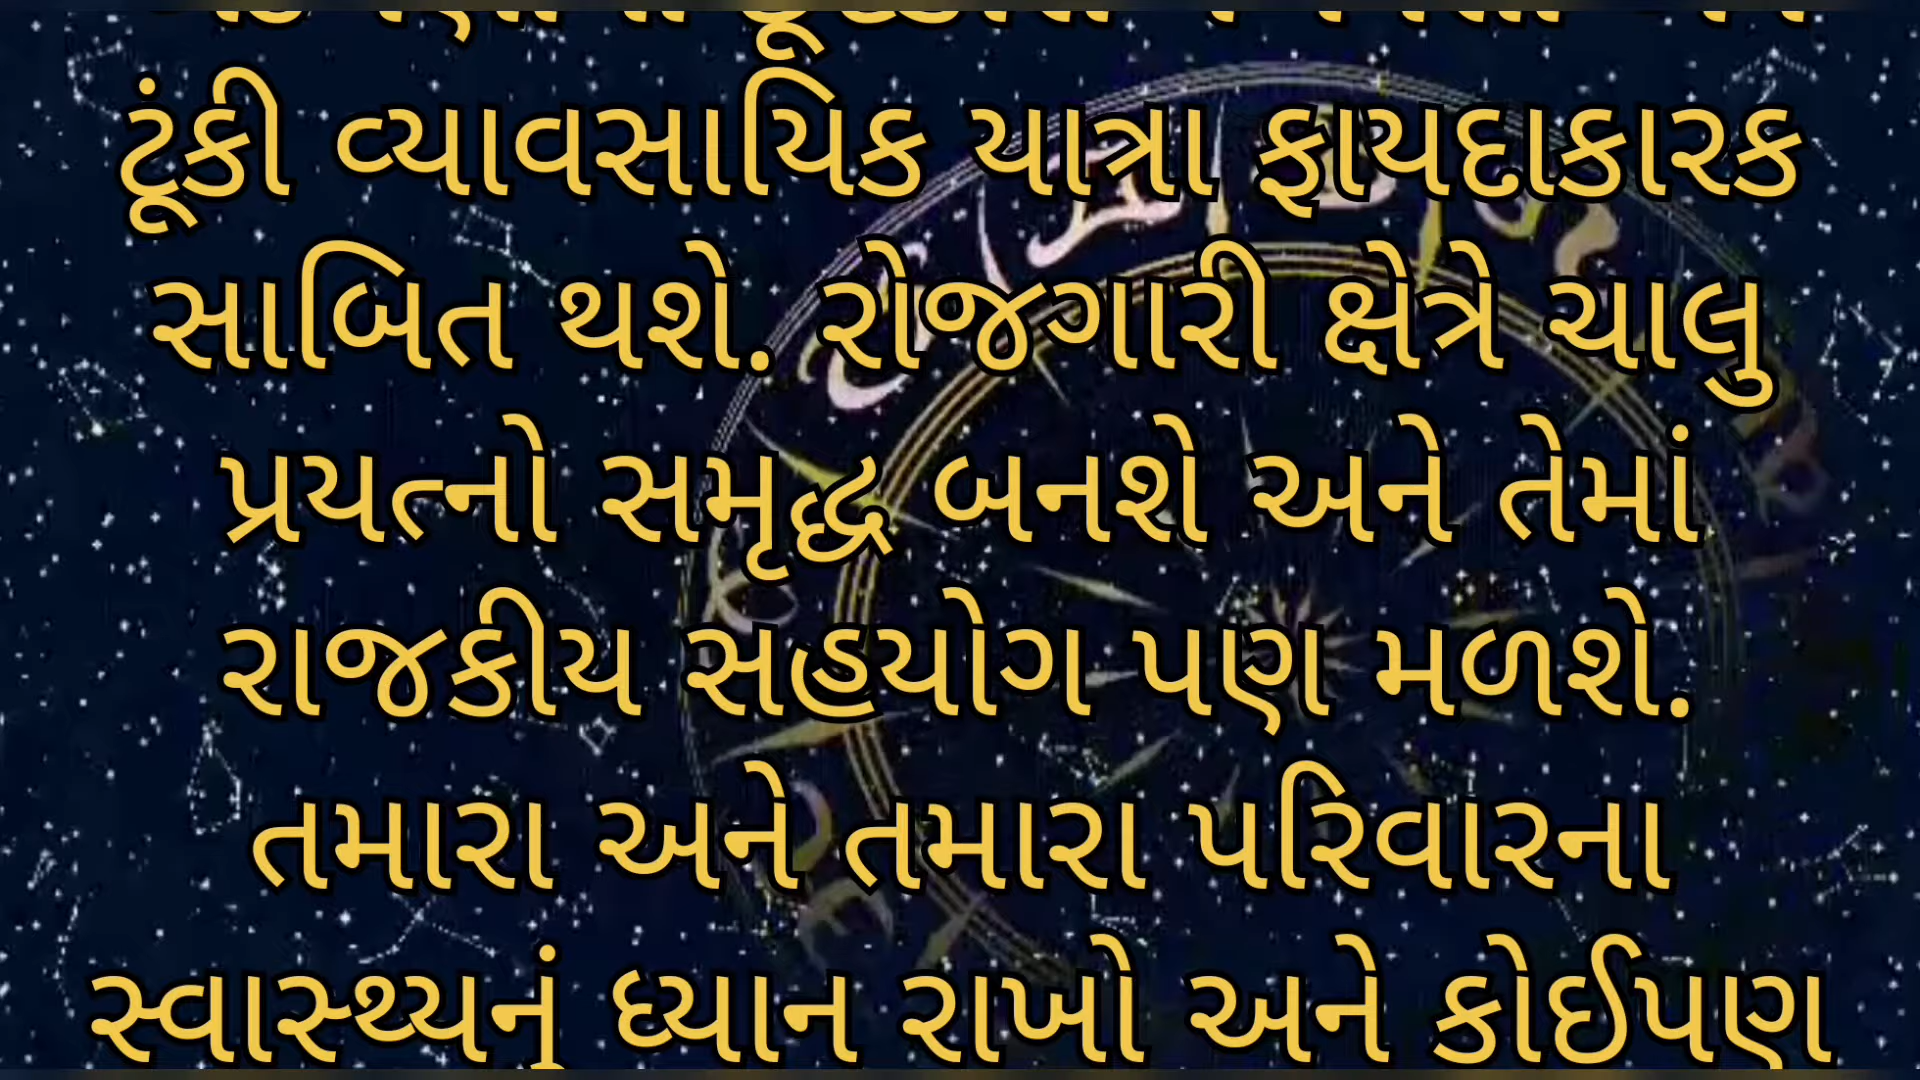 ટૂંકી વ્યાવસાયિક યાત્રા ફાયદાકારક
સાબિત થશે. રોજગારી ક્ષેત્રે ચાલુ
પ્રયત્નો સમૃદ્ધ બનશે અને તેમાં
રાજકીય સહયોગ પણ મળશે.
તમારા અને તમારા પરિવારના
સ્વાસ્થ્યનું ધ્યાન રાખો અને કોઈપણ